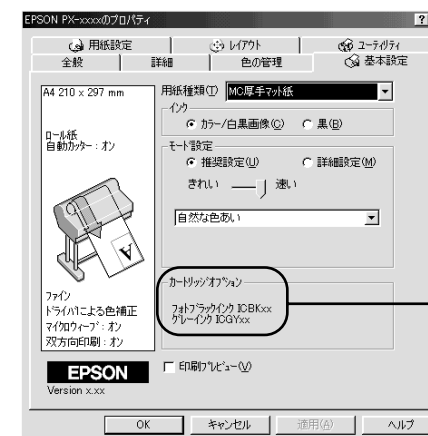 EPSON PX-xxxxのプロパティ
?
用紙設定 レイアウト ユーティリティ
全般 詳細 色の管理 基本設定
A4 210 x 297 mm
ロール紙
自動カッター : オン
A
ファイン
ドライバによる色補正
マイクロウィーブ : オン
双方向印刷 : オン
EPSON
Version x.xx
用紙種類(T) MC厚手マット紙
インク
カラー/白黒画像(C) 黒(B)
モード設定
推奨設定(U) 詳細設定(M)
きれい 速い
自然な色あい
カートリッジオプション
フォトブラックインク ICBKxx
グレーインク ICGYxx
印刷プレビュー(V)
OK キャンセル 適用(A) ヘルプ